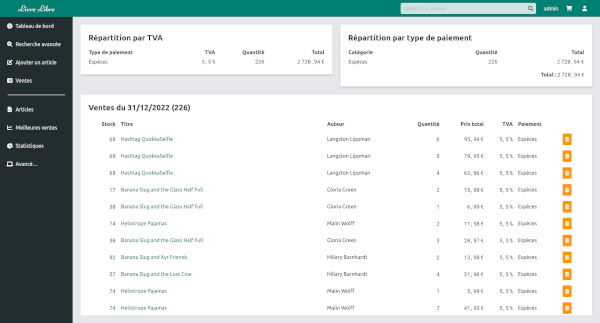 Livre Libre
ISBN, titre, auteur
admin
Tableau de bord
Recherche avancée
Ajouter un article
Ventes
Articles
Meilleures ventes
Statistiques
Avancé...
Répartition par TVA
Type de paiement TVA Quantité Total
Espèces 5,5% 226 2 720,94 €
Répartition par type de paiement
Catégorie Quantité Total
Espèces 226 2 720,94 €
Total : 2 720,94 €
Ventes du 31/12/2022 (226)
Stock Titre Auteur Quantité Prix total TVA Paiement
68 Hashtag QuokkaSelfie Langston Lippman 6 95,94 € 5,5% Espèces
68 Hashtag QuokkaSelfie Langston Lippman 5 79,95 € 5,5% Espèces
68 Hashtag QuokkaSelfie Langston Lippman 4 63,96 € 5,5% Espèces
17 Banana Slug and the Glass Half Full Gloria Green 2 15,98 € 5,5% Espèces
38 Banana Slug and the Glass Half Full Gloria Green 1 6,99 € 5,5% Espèces
74 Heliotrope Pajamas Malin Wolff 2 11,98 € 5,5% Espèces
38 Banana Slug and the Glass Half Full Gloria Green 3 20,97 € 5,5% Espèces
92 Banana Slug and Xyr Friends Hillary Barnhardt 2 13,98 € 5,5% Espèces
57 Banana Slug and the Lost Cow Hillary Barnhardt 4 31,96 € 5,5% Espèces
74 Heliotrope Pajamas Malin Wolff 1 5,99 € 5,5% Espèces
74 Heliotrope Pajamas Malin Wolff 7 41,93 € 5,5% Espèces